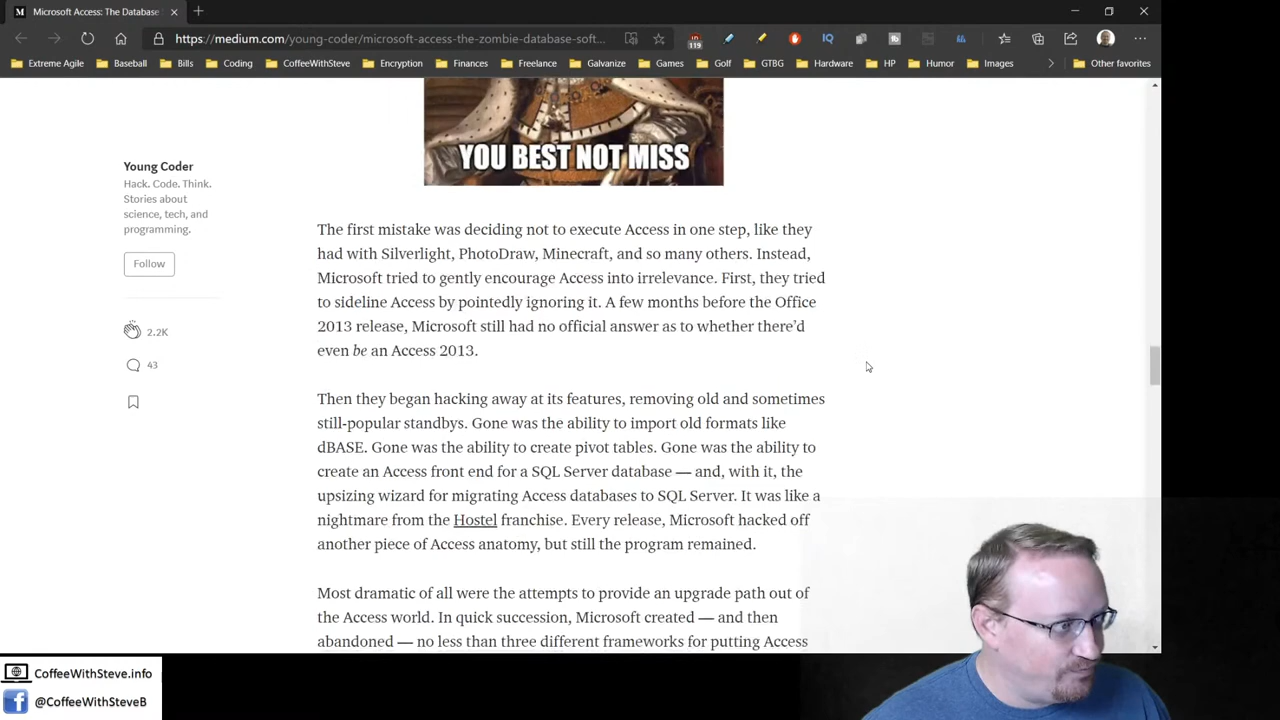 Microsoft Access: The Database
https://medium.com/young-coder/microsoft-access-the-zombie-database-soft...
119
IQ
Extreme Agile
Baseball
Bills
Coding
CoffeeWithSteve
Encryption
Finances
Freelance
Galvanize
Games
Golf
GTBG
Hardware
HP
Humor
Images
Other favorites
YOU BEST NOT MISS
Young Coder
Hack. Code. Think.
Stories about
science, tech, and
programming.
Follow
2.2K
43
The first mistake was deciding not to execute Access in one step, like they
had with Silverlight, PhotoDraw, Minecraft, and so many others. Instead,
Microsoft tried to gently encourage Access into irrelevance. First, they tried
to sideline Access by pointedly ignoring it. A few months before the Office
2013 release, Microsoft still had no official answer as to whether there'd
even be an Access 2013.
Then they began hacking away at its features, removing old and sometimes
still-popular standbys. Gone was the ability to import old formats like
dBASE. Gone was the ability to create pivot tables. Gone was the ability to
create an Access front end for a SQL Server database — and, with it, the
upsizing wizard for migrating Access databases to SQL Server. It was like a
nightmare from the Hostel franchise. Every release, Microsoft hacked off
another piece of Access anatomy, but still the program remained.
Most dramatic of all were the attempts to provide an upgrade path out of
the Access world. In quick succession, Microsoft created — and then
abandoned — no less than three different frameworks for putting Access
CoffeeWithSteve.info
@CoffeeWithSteveB